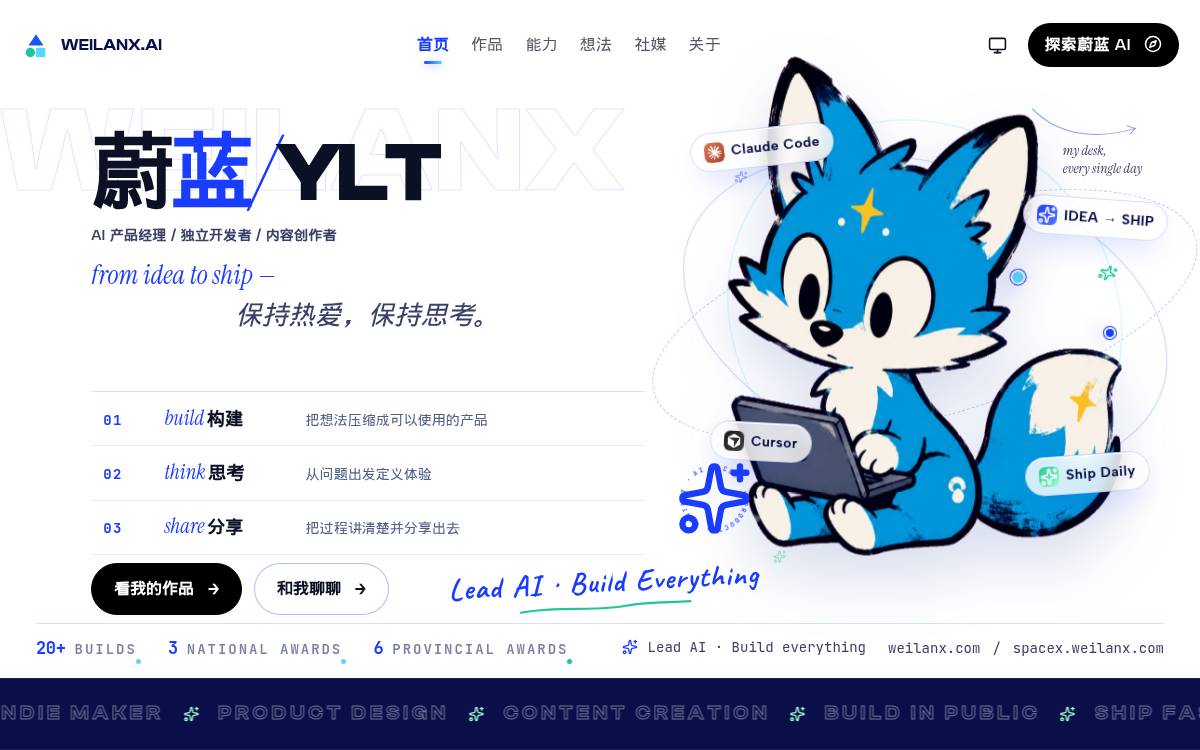 WEILANX.AI
首页 作品 能力 想法 社媒 关于
探索蔚蓝 AI
WEILANX
蔚蓝/YLT
AI 产品经理 / 独立开发者 / 内容创作者
from idea to ship —
保持热爱，保持思考。
01 build 构建 把想法压缩成可以使用的产品
02 think 思考 从问题出发定义体验
03 share 分享 把过程讲清楚并分享出去
看我的作品 →
和我聊聊 →
Claude Code
my desk,
every single day
IDEA → SHIP
Cursor
Ship Daily
Lead AI · Build Everything
20+ BUILDS 3 NATIONAL AWARDS 6 PROVINCIAL AWARDS
Lead AI · Build everything weilanx.com / spacex.weilanx.com
NDIE MAKER PRODUCT DESIGN CONTENT CREATION BUILD IN PUBLIC SHIP FAS